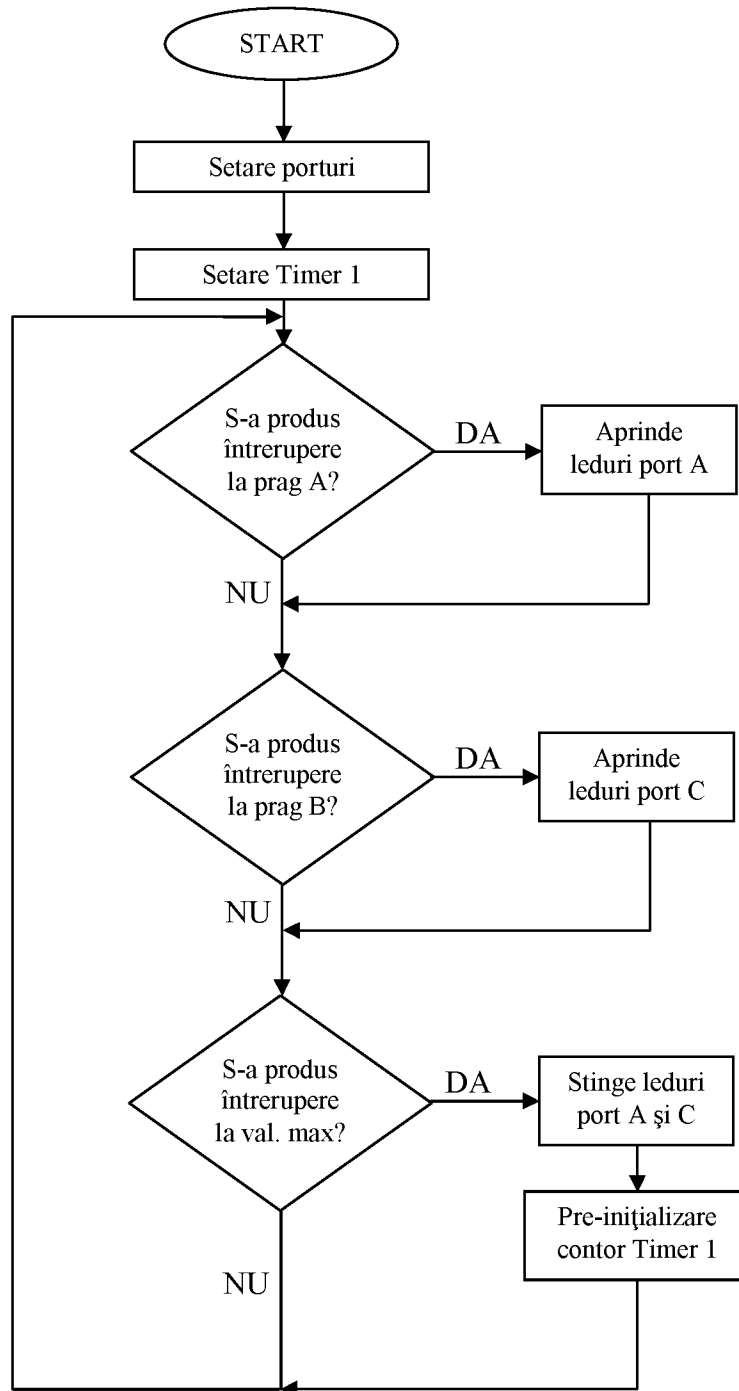 START
Setare porturi
Setare Timer 1
S-a produs
întrerupere
la prag A?
DA
Aprinde
leduri port A
NU
S-a produs
întrerupere
la prag B?
DA
Aprinde
leduri port C
NU
S-a produs
întrerupere
la val. max?
DA
Stinge leduri
port A şi C
Pre-iniţializare
contor Timer 1
NU